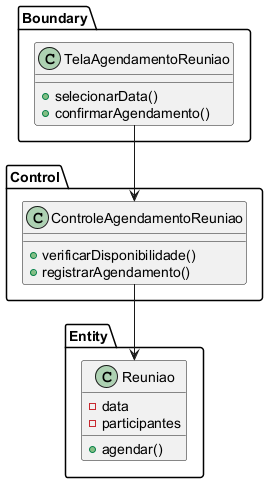 Boundary
C TelaAgendamentoReuniao
selecionarData()
confirmarAgendamento()
Control
C ControleAgendamentoReuniao
verificarDisponibilidade()
registrarAgendamento()
Entity
C Reuniao
data
participantes
agendar()